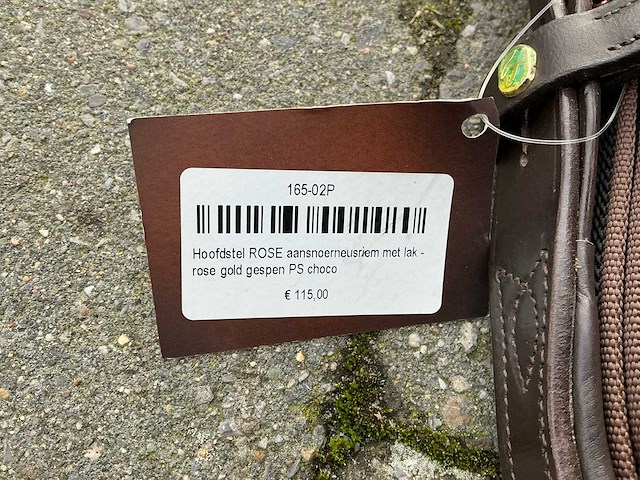 165-02P
Hoofdstel ROSE aansnoerneusriem met lak -
rose gold gespen PS choco
€ 115,00